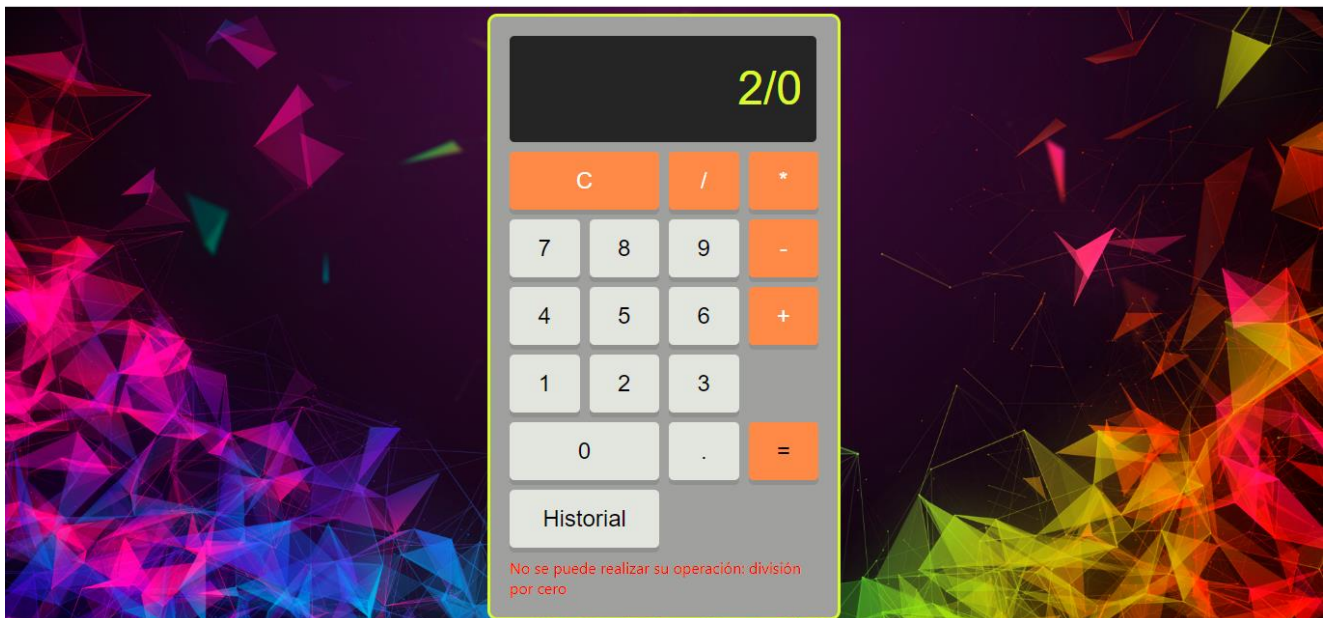 2/0
C / *
7 8 9 -
4 5 6 +
1 2 3
0 . =
Historial
No se puede realizar su operación: división
por cero